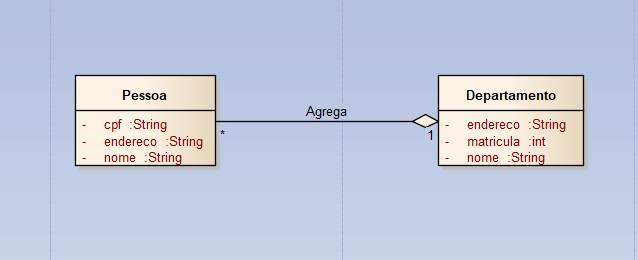 Pessoa
- cpf :String
- endereco :String
- nome :String
Agrega
*
1
Departamento
- endereco :String
- matricula :int
- nome :String